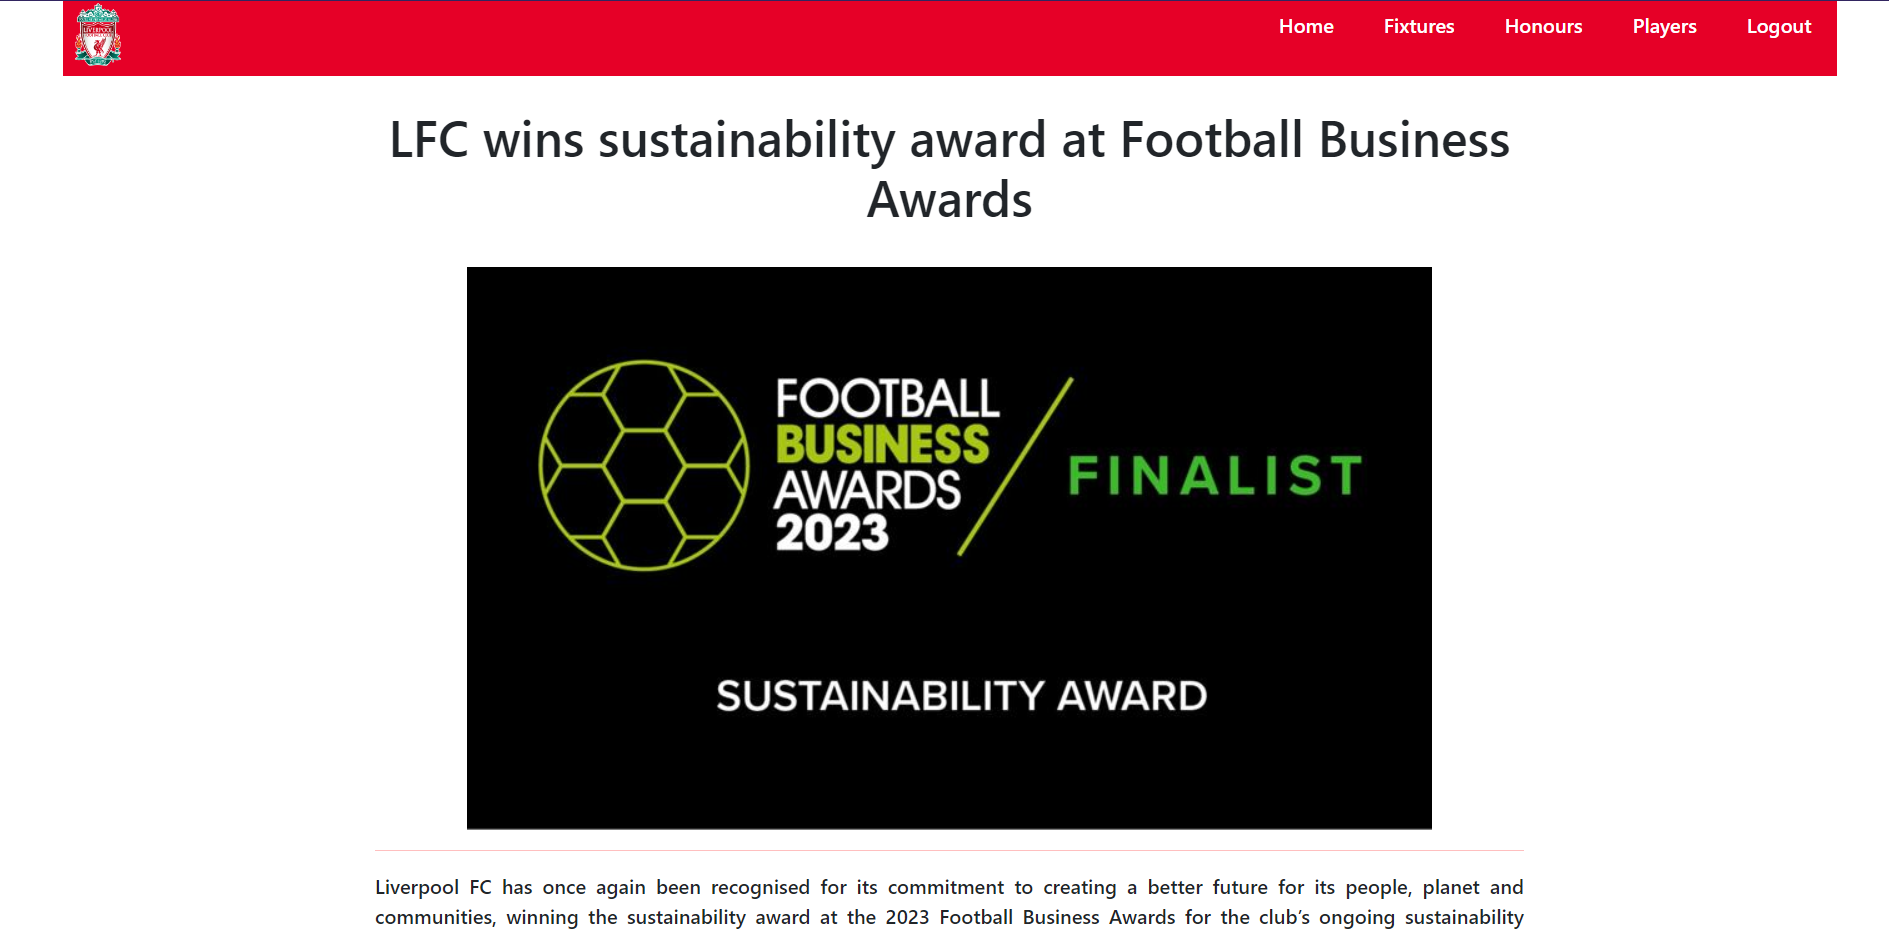 LIVERPOOL
Home Fixtures Honours Players Logout
LFC wins sustainability award at Football Business
Awards
FOOTBALL
BUSINESS
AWARDS
2023
FINALIST
SUSTAINABILITY AWARD
Liverpool FC has once again been recognised for its commitment to creating a better future for its people, planet and
communities, winning the sustainability award at the 2023 Football Business Awards for the club’s ongoing sustainability